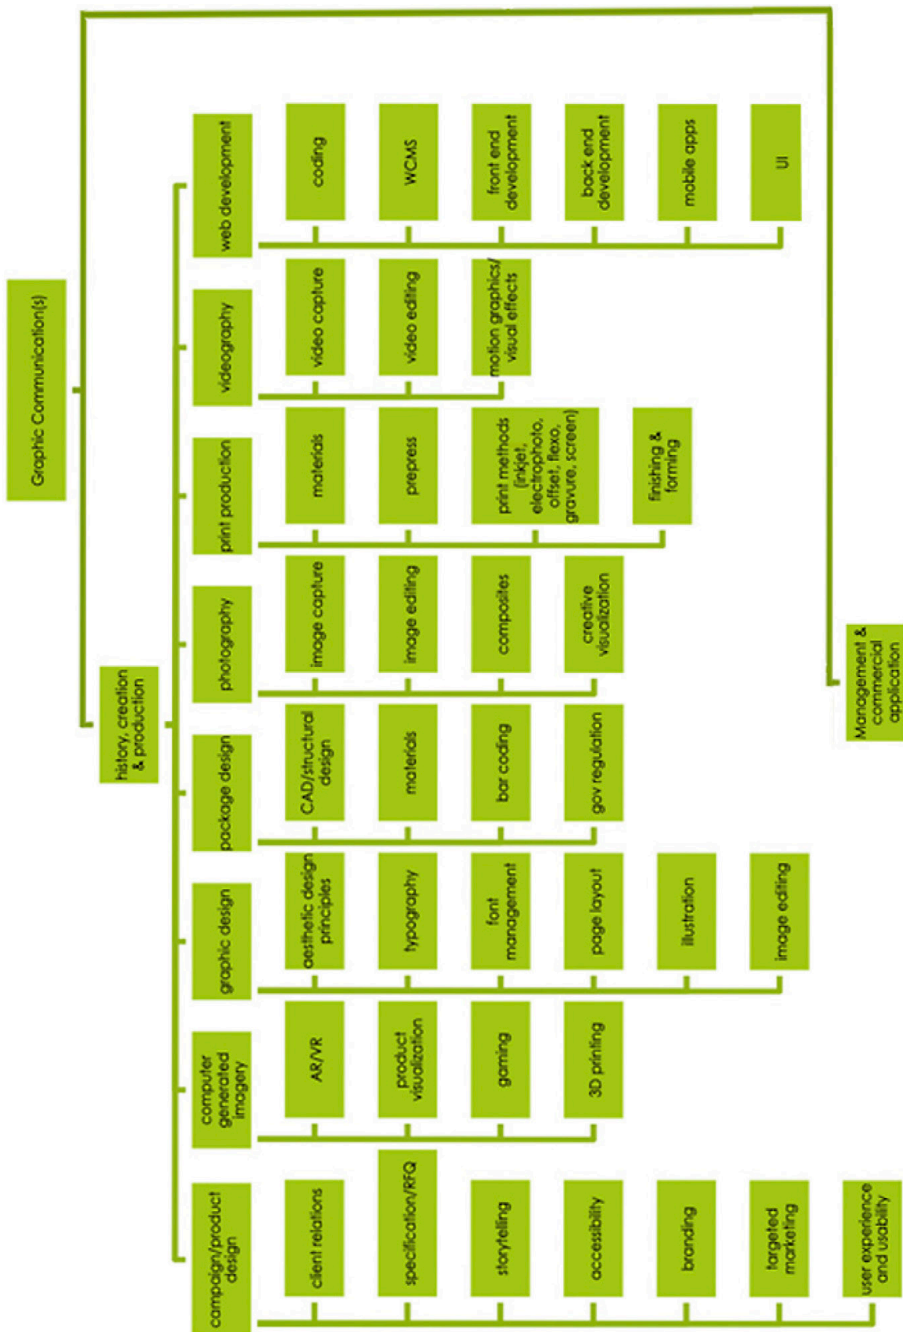 Graphic Communication(s)
history, creation
& production
campaign/product
design
client relations
specification/RFQ
storytelling
accessibility
branding
targeted
marketing
user experience
and usability
computer
generated
imagery
AR/VR
product
visualization
gaming
3D printing
graphic design
aesthetic design
principles
typography
font
management
page layout
illustration
image editing
package design
CAD/structural
design
materials
bar coding
gov regulation
photography
image capture
image editing
composites
creative
visualization
print production
materials
prepress
print methods
(inkjet,
electrophoto,
offset, flexo,
gravure, screen)
finishing &
forming
videography
video capture
video editing
motion graphics/
visual effects
web development
coding
WCMS
front end
development
back end
development
mobile apps
UI
Management &
commercial
application